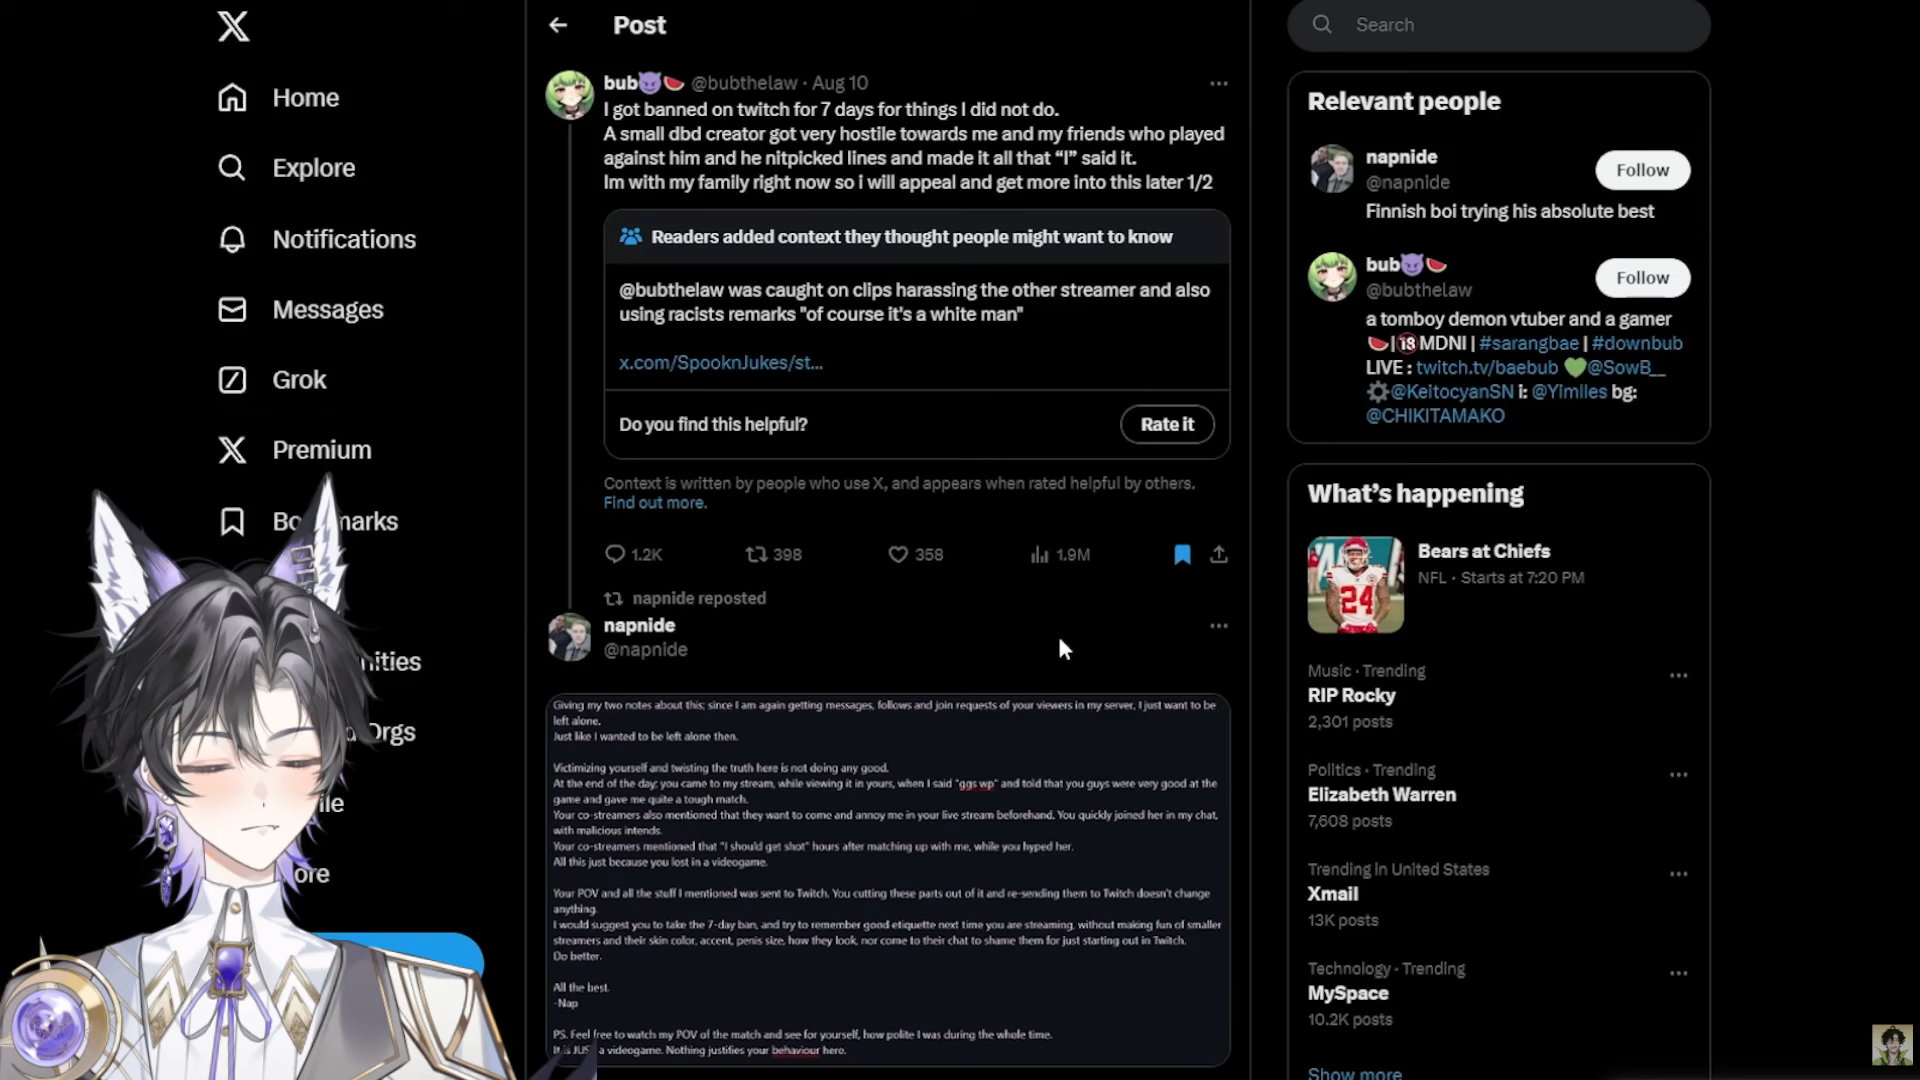 Post
Search
Home
Explore
Notifications
Messages
Grok
Premium
nities
Orgs
ile
ore
bub @bubthelaw · Aug 10
I got banned on twitch for 7 days for things I did not do.
A small dbd creator got very hostile towards me and my friends who played
against him and he nitpicked lines and made it all that “I” said it.
Im with my family right now so i will appeal and get more into this later 1/2
Readers added context they thought people might want to know
@bubthelaw was caught on clips harassing the other streamer and also
using racists remarks "of course it's a white man"
x.com/SpooknJukes/st...
Do you find this helpful?
Rate it
Context is written by people who use X, and appears when rated helpful by others.
Find out more.
1.2K 398 358 1.9M
napnide reposted
napnide
@napnide
Giving my two notes about this; since I am again getting messages, follows and join requests of your viewers in my server, I just want to be
left alone.
Just like I wanted to be left alone then.
Victimizing yourself and twisting the truth here is not doing any good.
At the end of the day; you came to my stream, while viewing it in yours, when I said "ggs wp" and told that you guys were very good at the
game and gave me quite a tough match.
Your co-streamers also mentioned that they want to come and annoy me in your live stream beforehand. You quickly joined her in my chat,
with malicious intends.
Your co-streamers mentioned that "I should get shot" hours after matching up with me, while you hyped her.
All this just because you lost in a videogame.
Your POV and all the stuff I mentioned was sent to Twitch. You cutting these parts out of it and re-sending them to Twitch doesn't change
anything.
I would suggest you to take the 7-day ban, and try to remember good etiquette next time you are streaming, without making fun of smaller
streamers and their skin color, accent, penis size, how they look, nor come to their chat to shame them for just starting out in Twitch.
Do better.
All the best.
-Nap
PS. Feel free to watch my POV of the match and see for yourself, how polite I was during the whole time.
It is JUST a videogame. Nothing justifies your behaviour here.
Relevant people
napnide
@napnide
Follow
Finnish boi trying his absolute best
bub
@bubthelaw
Follow
a tomboy demon vtuber and a gamer
| MDNI | #sarangbae | #downbub
LIVE : twitch.tv/baebub @SowB__
@KeitocyanSN i: @Yimlles bg:
@CHIKITAMAKO
What's happening
Bears at Chiefs
NFL · Starts at 7:20 PM
Music · Trending
RIP Rocky
2,301 posts
Politics · Trending
Elizabeth Warren
7,608 posts
Trending in United States
Xmail
13K posts
Technology · Trending
MySpace
10.2K posts
Show more